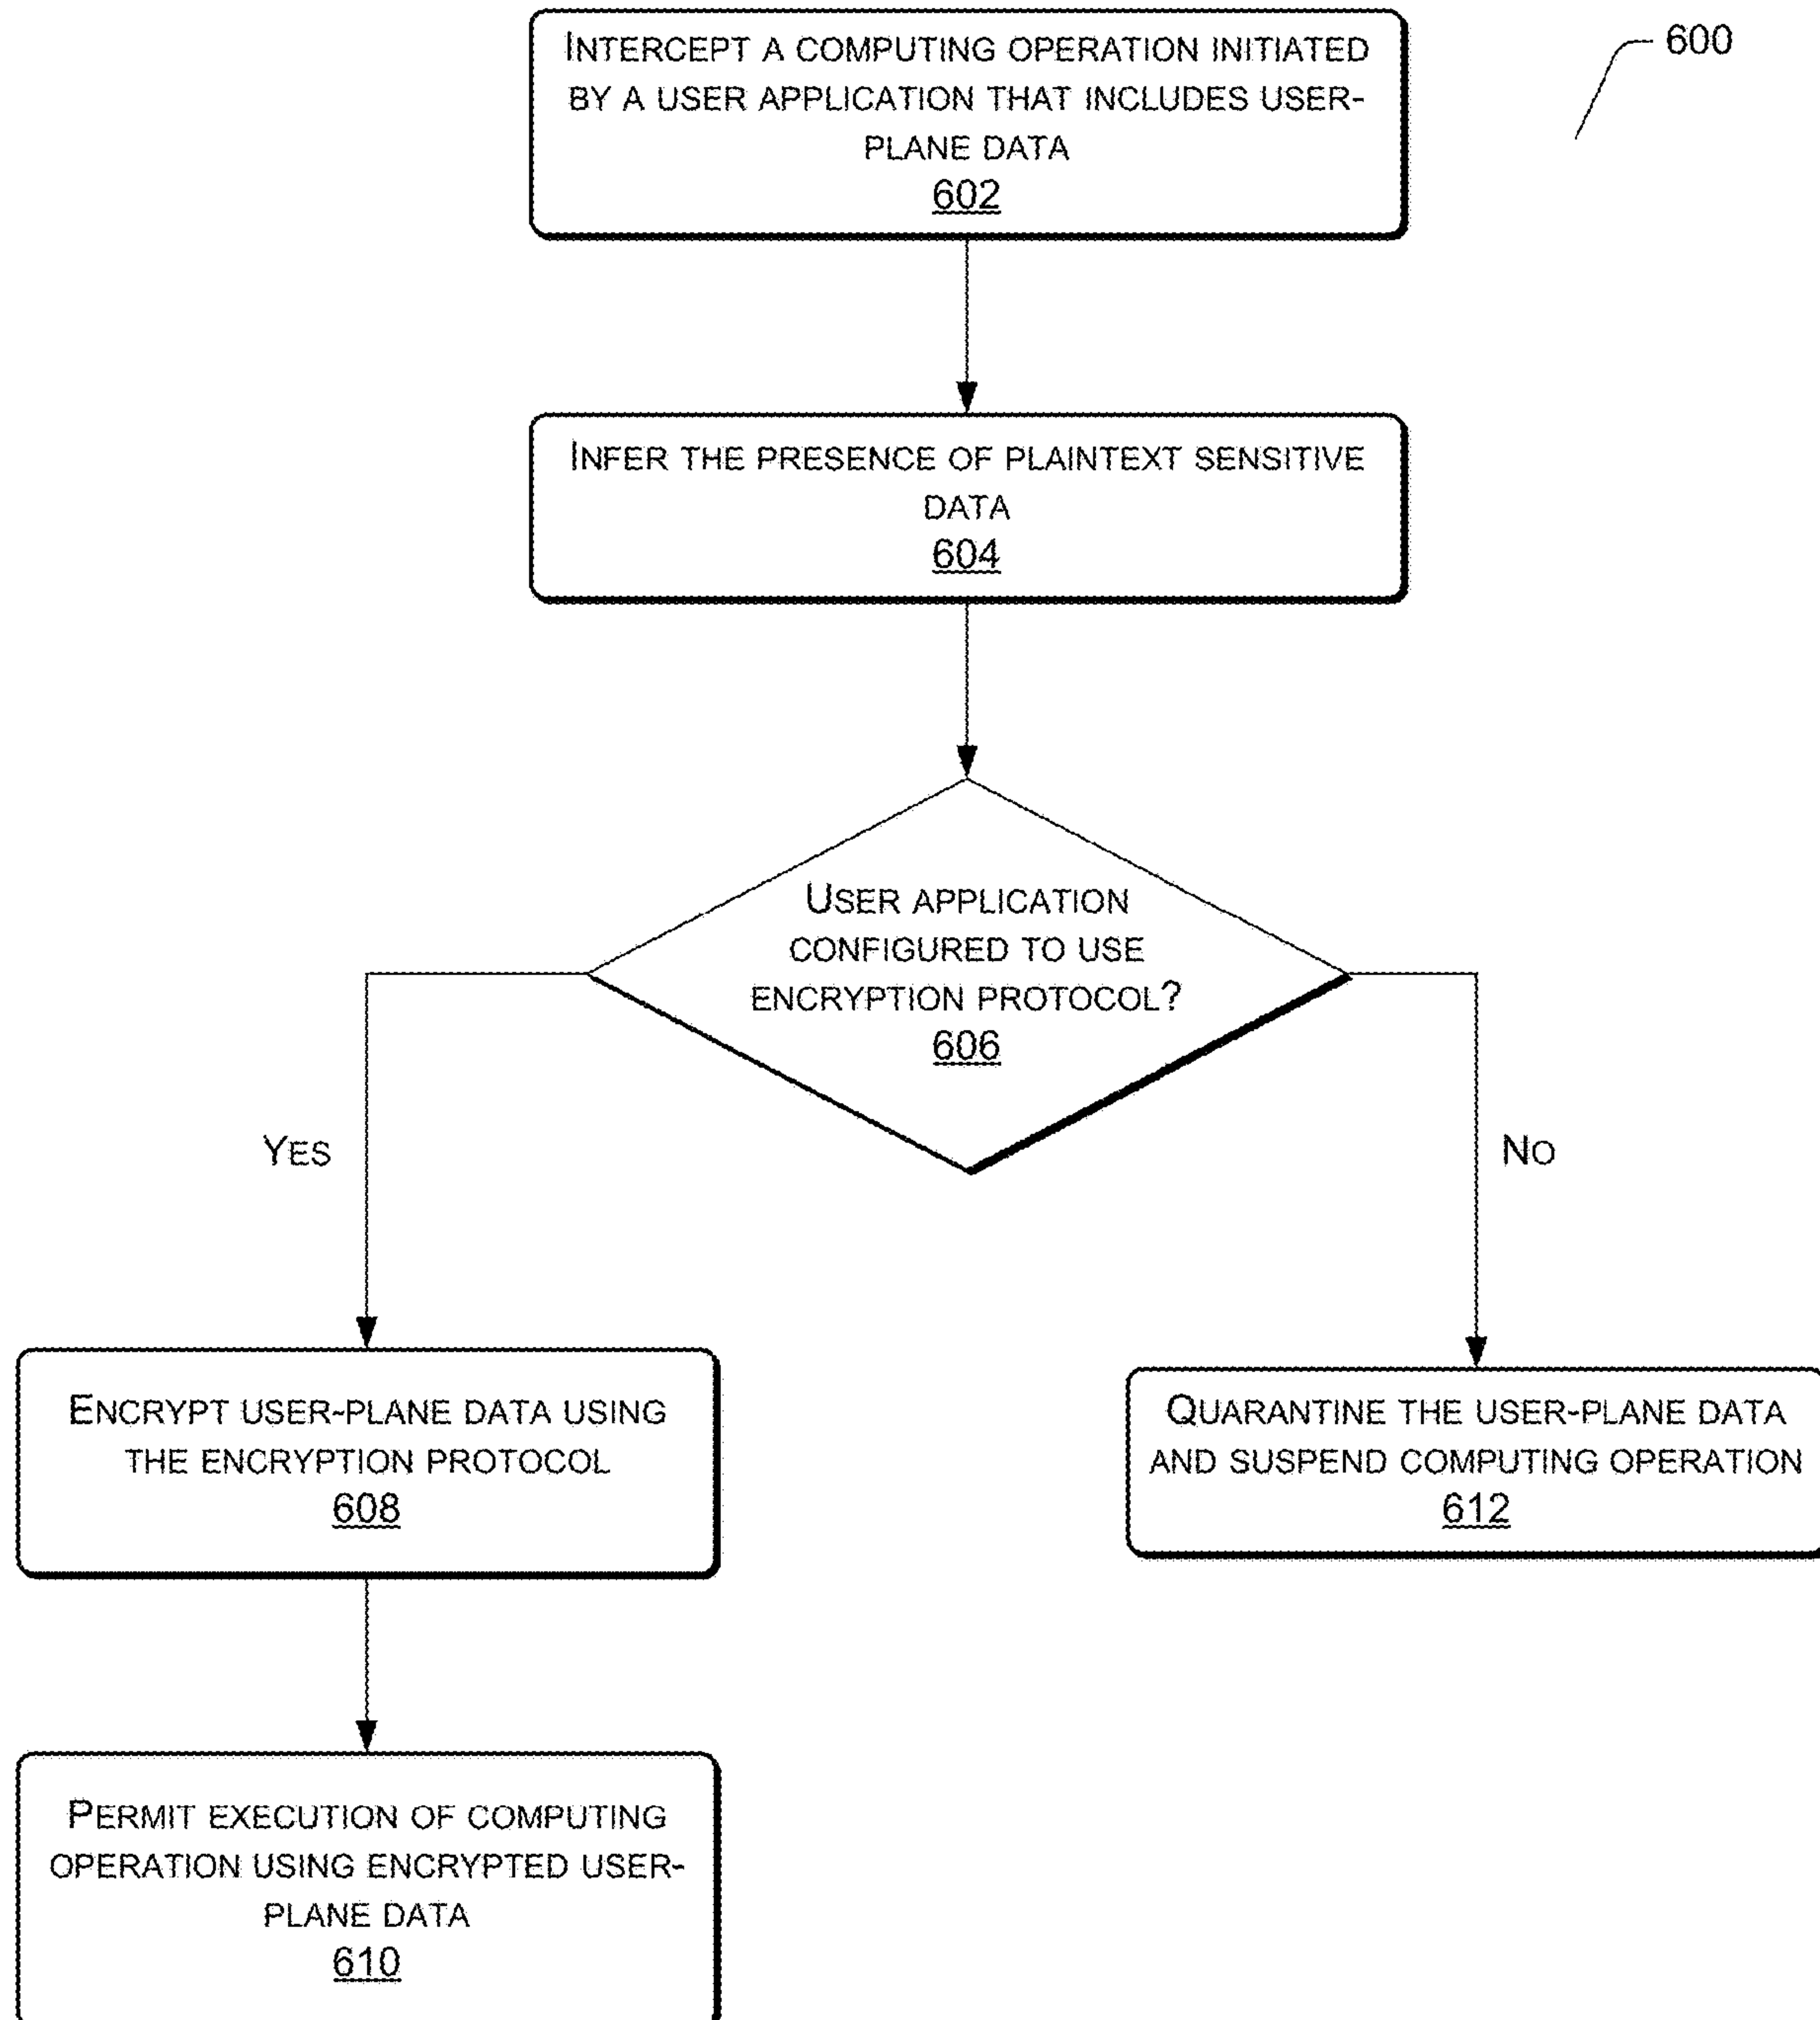 INTERCEPT A COMPUTING OPERATION INITIATED
BY A USER APPLICATION THAT INCLUDES USER-
PLANE DATA
602
600
INFER THE PRESENCE OF PLAINTEXT SENSITIVE
DATA
604
USER APPLICATION
CONFIGURED TO USE
ENCRYPTION PROTOCOL?
606
YES
NO
ENCRYPT USER-PLANE DATA USING
THE ENCRYPTION PROTOCOL
608
QUARANTINE THE USER-PLANE DATA
AND SUSPEND COMPUTING OPERATION
612
PERMIT EXECUTION OF COMPUTING
OPERATION USING ENCRYPTED USER-
PLANE DATA
610